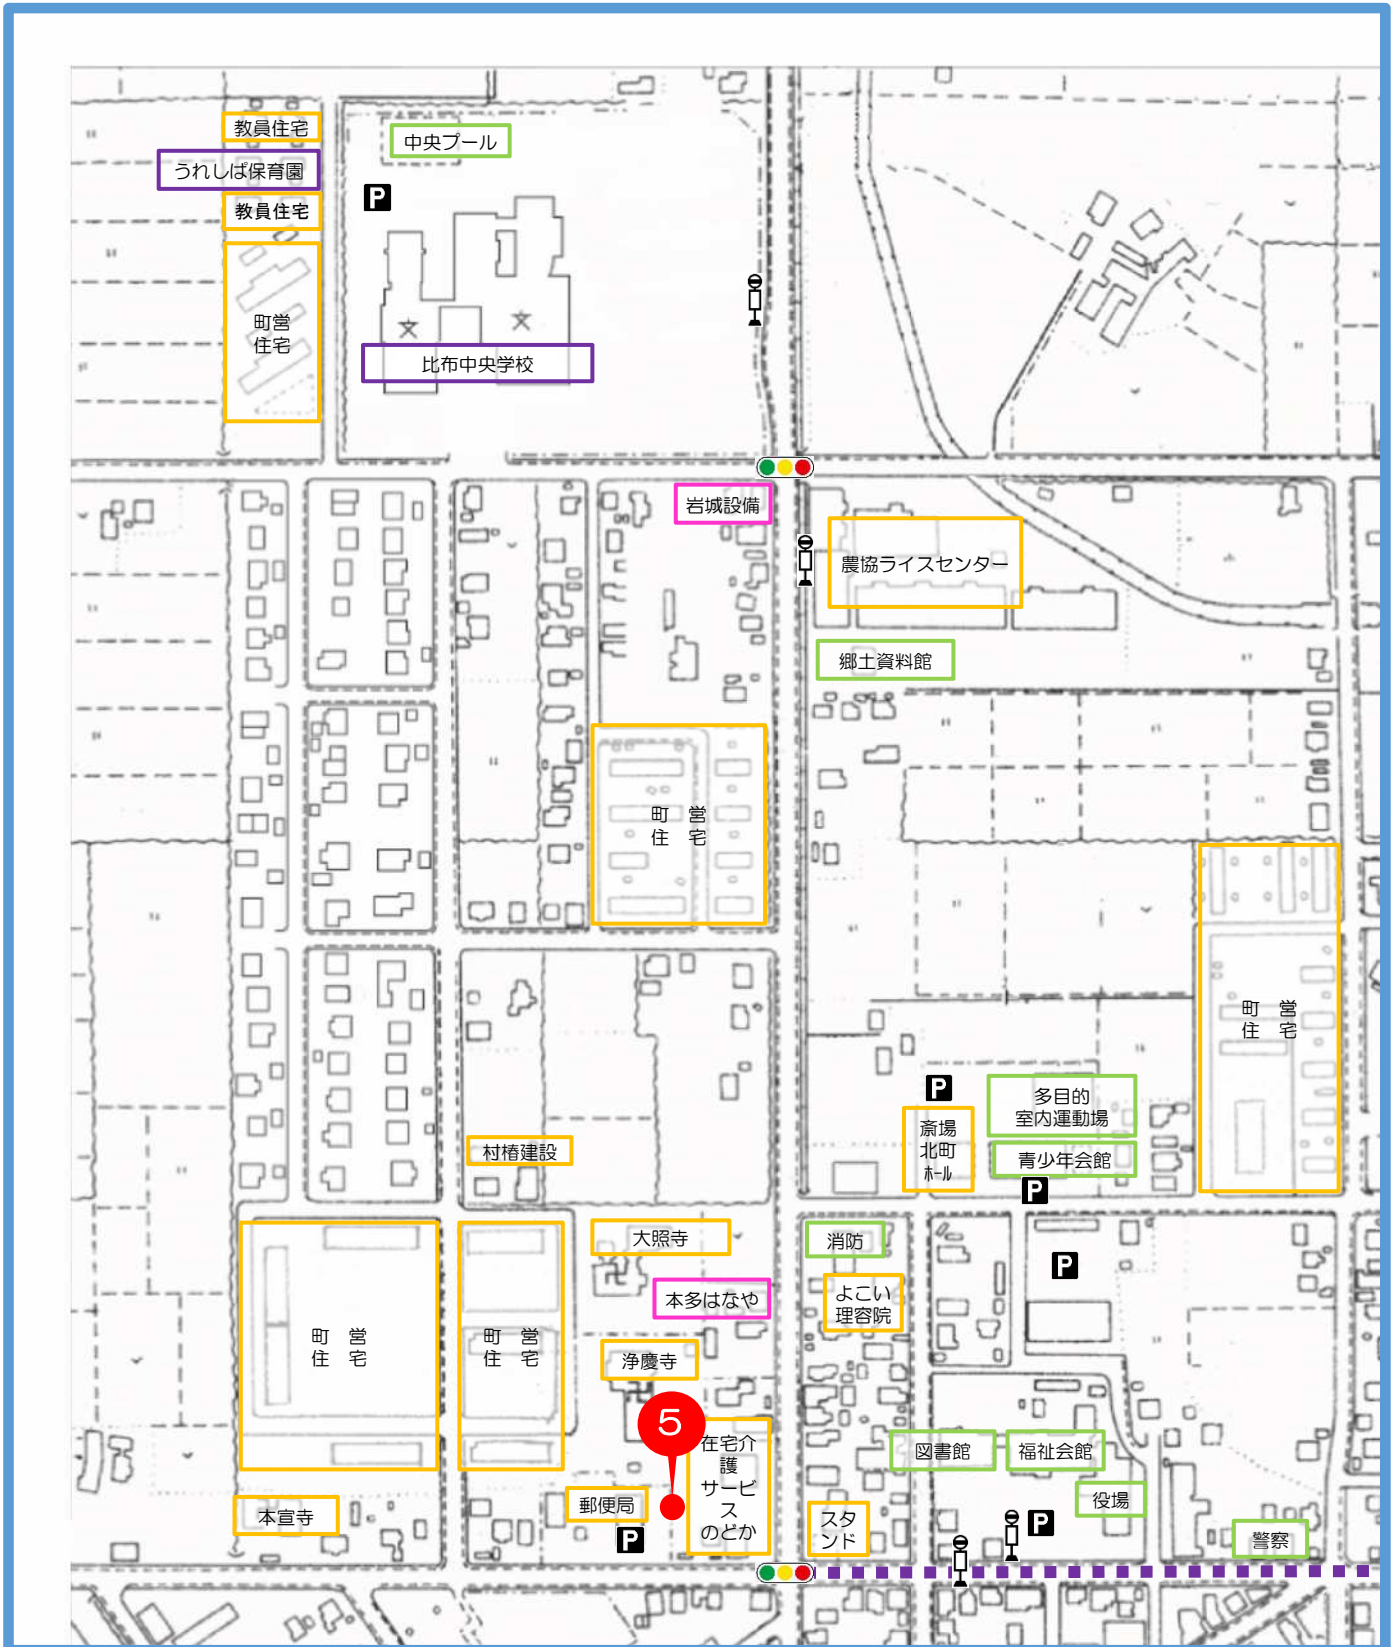 教員住宅
中央プール
うれしぱ保育園
P
教員住宅
町営
住宅
比布中央学校
岩城設備
農協ライスセンター
郷土資料館
町 営
住 宅
町 営
住 宅
P
多目的
室内運動場
斎場
北町
ホール
青少年会館
P
村椿建設
大照寺
消防
P
本多はなや
よこい
理容院
町 営
住 宅
町 営
住 宅
浄慶寺
5
在宅介
護
サービ
ス
のどか
図書館
福祉会館
役場
郵便局
P
本宣寺
スタ
ンド
P
警察